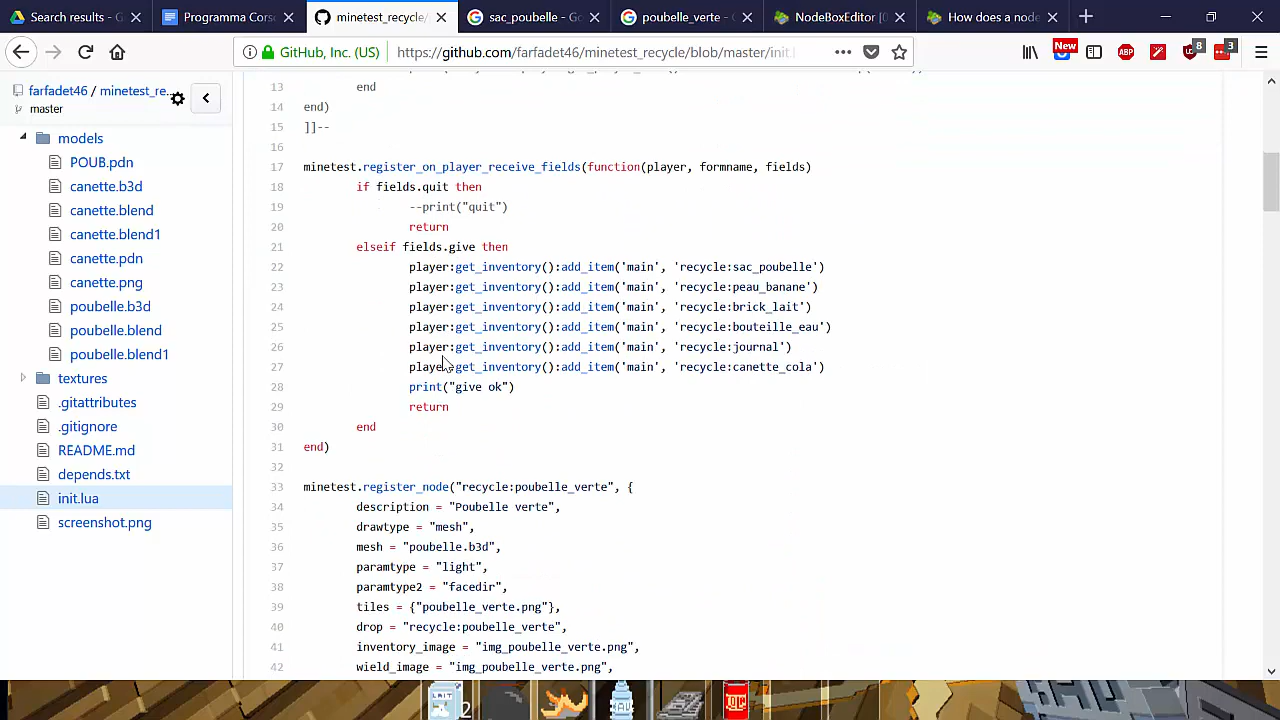 Search results - G
Programma Corso
minetest_recycle/
sac_poubelle - Go
poubelle_verte - G
NodeBoxEditor [0
How does a node
GitHub, Inc. (US)
https://github.com/farfadet46/minetest_recycle/blob/master/init.l
New
ABP
8
3
farfadet46 / minetest_re...
master
models
POUB.pdn
canette.b3d
canette.blend
canette.blend1
canette.pdn
canette.png
poubelle.b3d
poubelle.blend
poubelle.blend1
textures
.gitattributes
.gitignore
README.md
depends.txt
init.lua
screenshot.png
13 end
14 end)
15 ]]--
16
17 minetest.register_on_player_receive_fields(function(player, formname, fields)
18 if fields.quit then
19 --print("quit")
20 return
21 elseif fields.give then
22 player:get_inventory():add_item('main', 'recycle:sac_poubelle')
23 player:get_inventory():add_item('main', 'recycle:peau_banane')
24 player:get_inventory():add_item('main', 'recycle:brick_lait')
25 player:get_inventory():add_item('main', 'recycle:bouteille_eau')
26 player:get_inventory():add_item('main', 'recycle:journal')
27 player:get_inventory():add_item('main', 'recycle:canette_cola')
28 print("give ok")
29 return
30 end
31 end)
32
33 minetest.register_node("recycle:poubelle_verte", {
34 description = "Poubelle verte",
35 drawtype = "mesh",
36 mesh = "poubelle.b3d",
37 paramtype = "light",
38 paramtype2 = "facedir",
39 tiles = {"poubelle_verte.png"},
40 drop = "recycle:poubelle_verte",
41 inventory_image = "img_poubelle_verte.png",
42 wield_image = "img_poubelle_verte.png",
LAIT
2